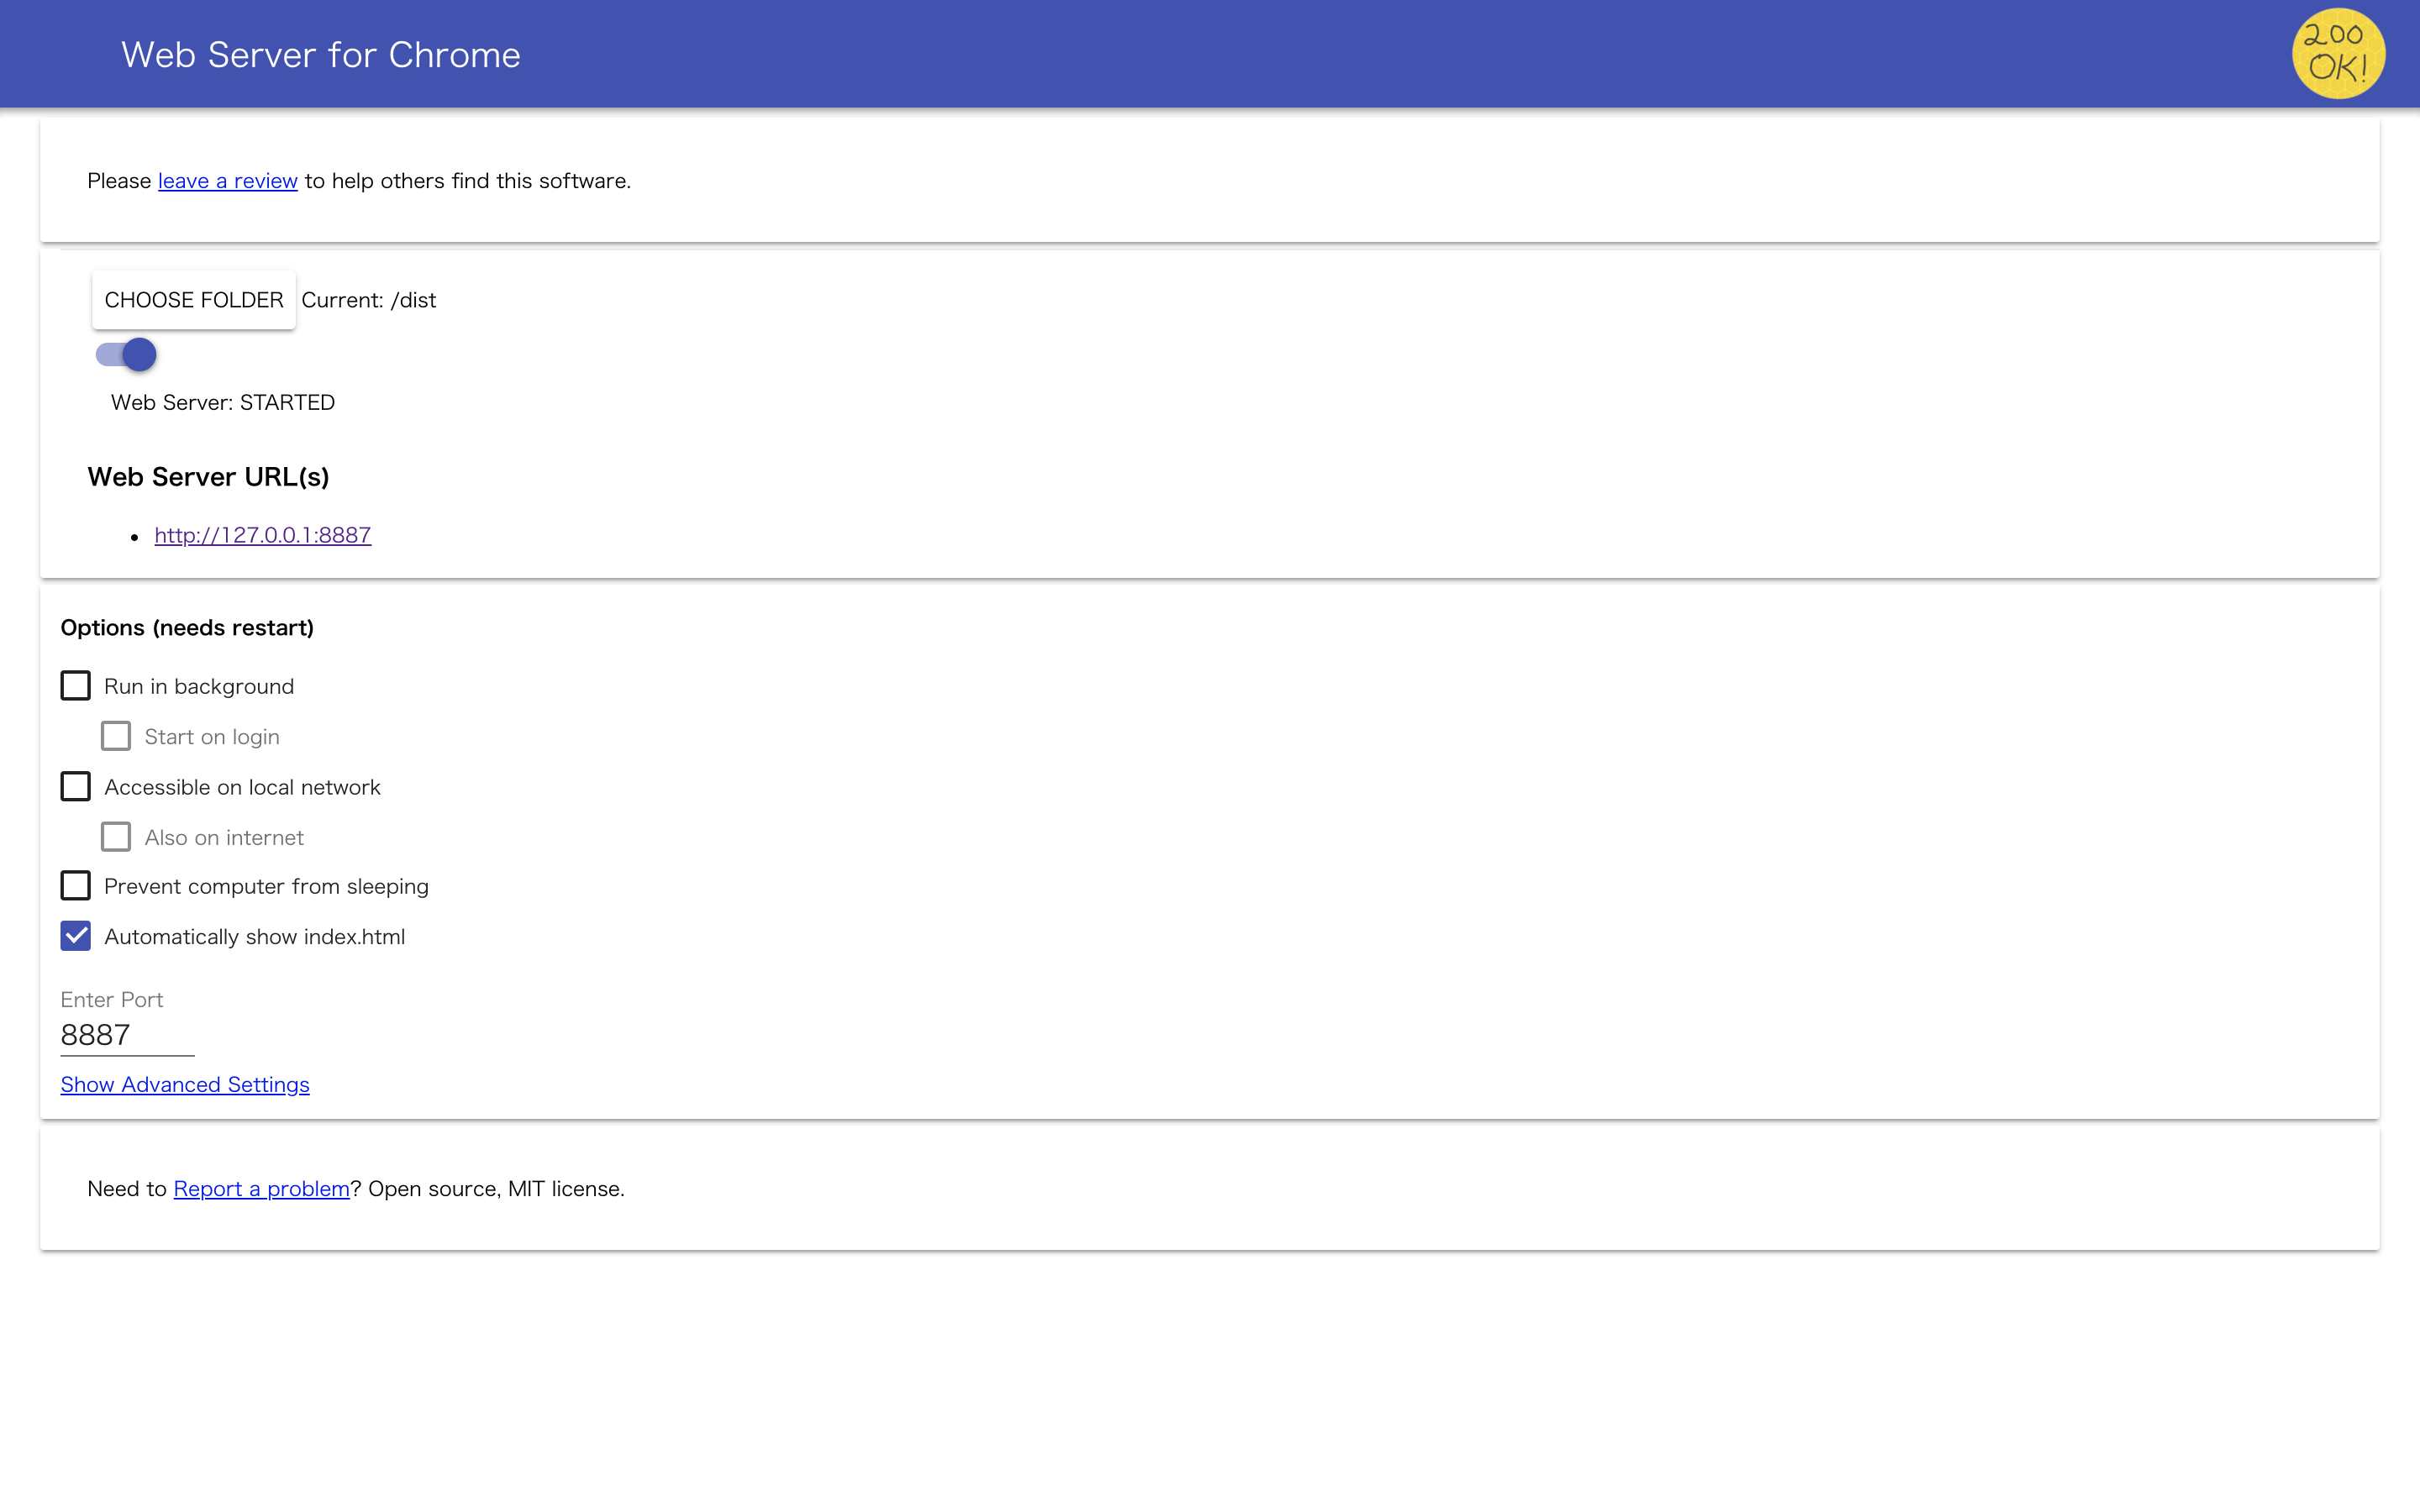 Web Server for Chrome
200
OK!
Please leave a review to help others find this software.
CHOOSE FOLDER Current: /dist
Web Server: STARTED
Web Server URL(s)
• http://127.0.0.1:8887
Options (needs restart)
Run in background
Start on login
Accessible on local network
Also on internet
Prevent computer from sleeping
Automatically show index.html
Enter Port
8887
Show Advanced Settings
Need to Report a problem? Open source, MIT license.